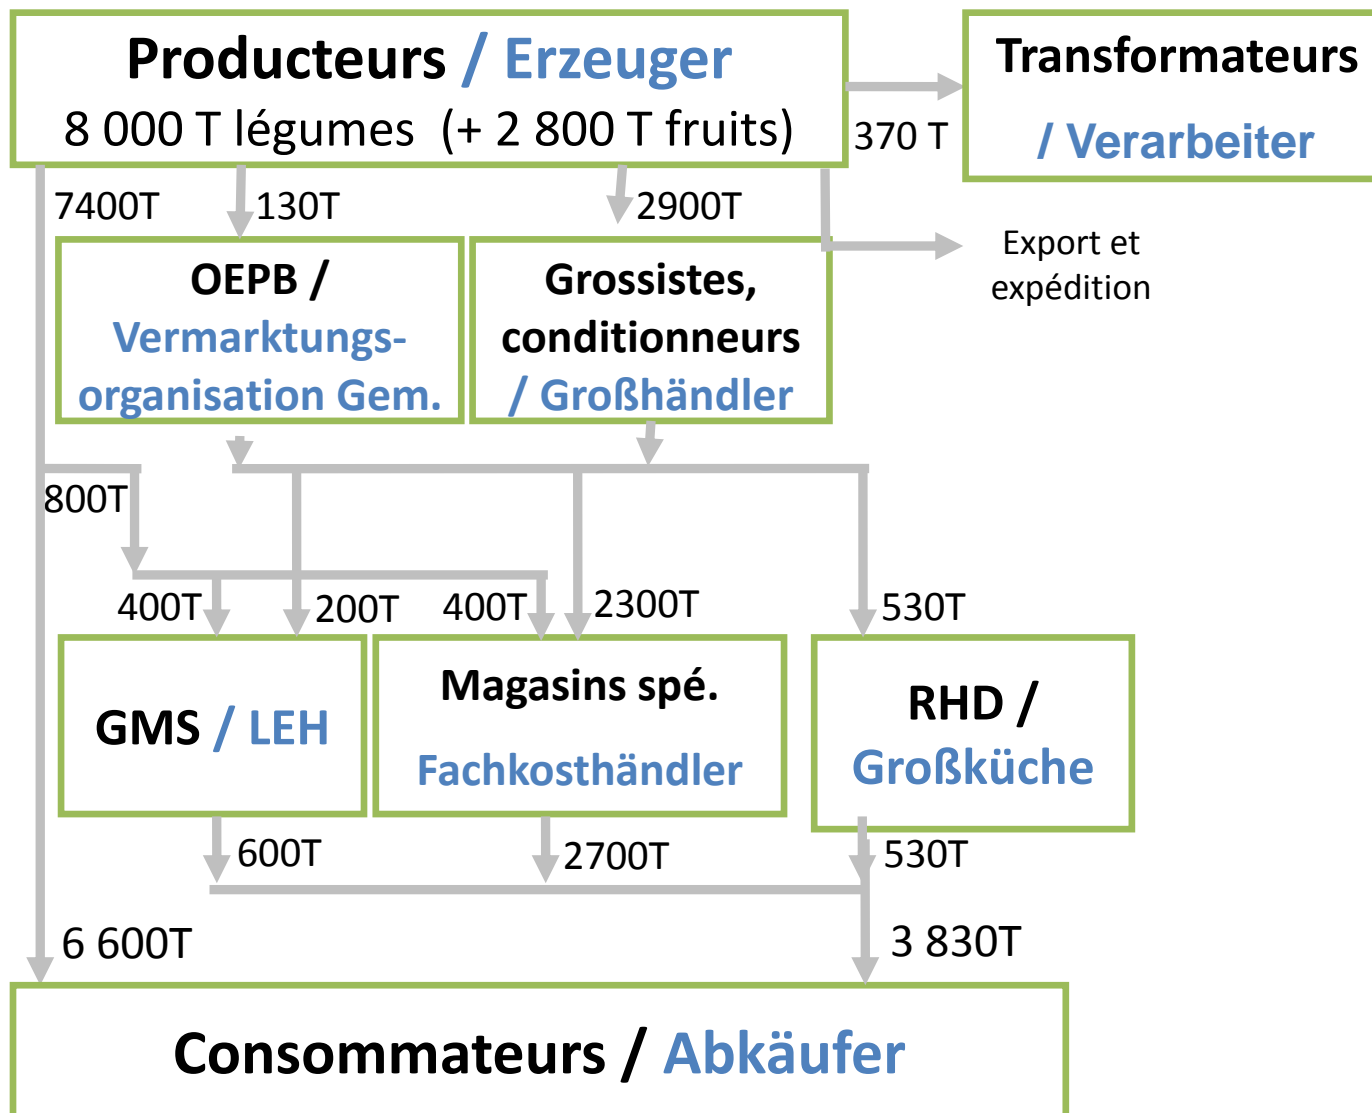 Producteurs / Erzeuger
8 000 T légumes (+ 2 800 T fruits)
Transformateurs
/ Verarbeiter
370 T
7400T
130T
2900T
Export et
expédition
OEPB /
Vermarktungs-
organisation Gem.
Grossistes,
conditionneurs
/ Großhändler
800T
400T
200T
400T
2300T
530T
GMS / LEH
Magasins spé.
Fachkosthändler
RHD /
Großküche
600T
2700T
530T
6 600T
3 830T
Consommateurs / Abkäufer